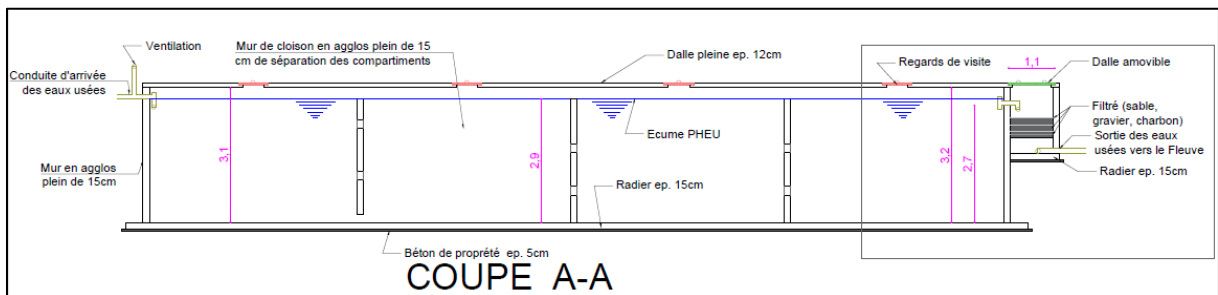 Ventilation
Conduite d'arrivée
des eaux usées
Mur de cloison en agglos plein de 15
cm de séparation des compartiments
Dalle pleine ep. 12cm
Regards de visite
1,1
Dalle amovible
Filtré (sable,
gravier, charbon)
Sortie des eaux
usées vers le Fleuve
Radier ep. 15cm
Ecume PHEU
Mur en agglos
plein de 15cm
3,1
2,9
3,2
2,7
Radier ep. 15cm
Béton de propreté ep. 5cm
COUPE A-A